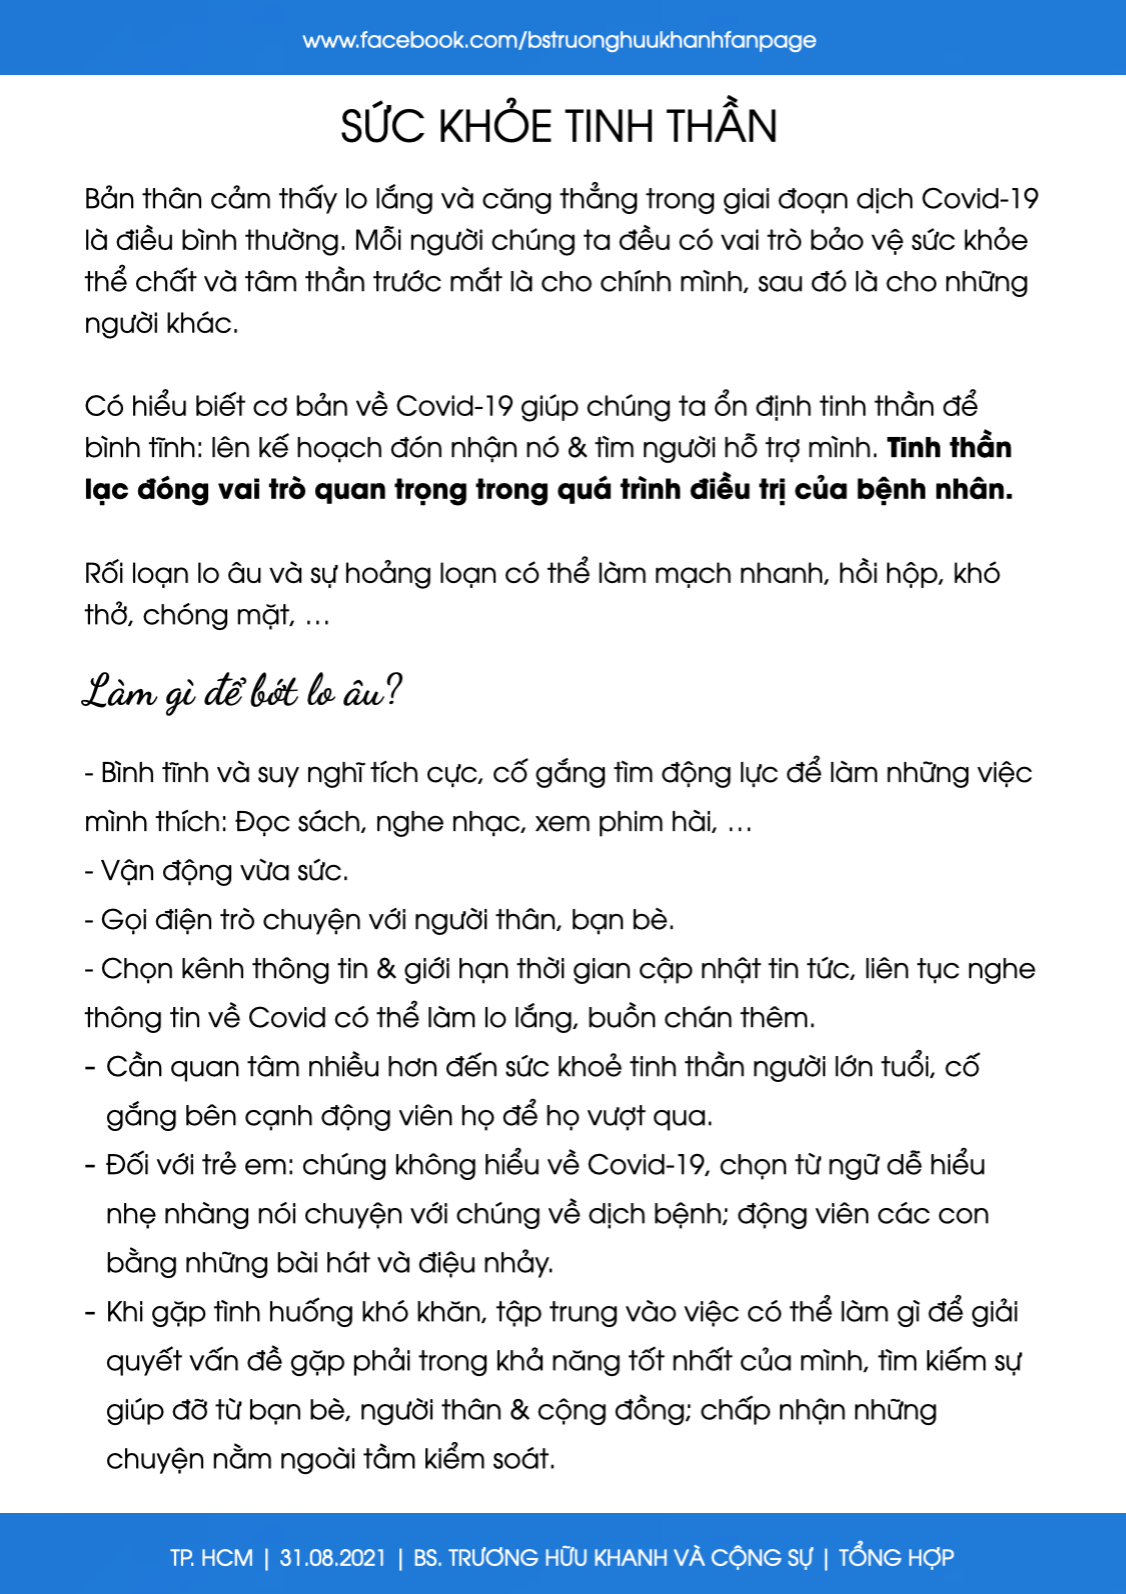 www.facebook.com/bstruonghuukhanhfanpage
SỨC KHỎE TINH THẦN
Bản thân cảm thấy lo lắng và căng thẳng trong giai đoạn dịch Covid-19
là điều bình thường. Mỗi người chúng ta đều có vai trò bảo vệ sức khỏe
thể chất và tâm thần trước mắt là cho chính mình, sau đó là cho những
người khác.
Có hiểu biết cơ bản về Covid-19 giúp chúng ta ổn định tinh thần để
bình tĩnh: lên kế hoạch đón nhận nó & tìm người hỗ trợ mình. Tinh thần
lạc đóng vai trò quan trọng trong quá trình điều trị của bệnh nhân.
Rối loạn lo âu và sự hoảng loạn có thể làm mạch nhanh, hồi hộp, khó
thở, chóng mặt, ...
Làm gì để bớt lo âu?
- Bình tĩnh và suy nghĩ tích cực, cố gắng tìm động lực để làm những việc
mình thích: Đọc sách, nghe nhạc, xem phim hài, ...
- Vận động vừa sức.
- Gọi điện trò chuyện với người thân, bạn bè.
- Chọn kênh thông tin & giới hạn thời gian cập nhật tin tức, liên tục nghe
thông tin về Covid có thể làm lo lắng, buồn chán thêm.
- Cần quan tâm nhiều hơn đến sức khoẻ tinh thần người lớn tuổi, cố
gắng bên cạnh động viên họ để họ vượt qua.
- Đối với trẻ em: chúng không hiểu về Covid-19, chọn từ ngữ dễ hiểu
nhẹ nhàng nói chuyện với chúng về dịch bệnh; động viên các con
bằng những bài hát và điệu nhảy.
- Khi gặp tình huống khó khăn, tập trung vào việc có thể làm gì để giải
quyết vấn đề gặp phải trong khả năng tốt nhất của mình, tìm kiếm sự
giúp đỡ từ bạn bè, người thân & cộng đồng; chấp nhận những
chuyện nằm ngoài tầm kiểm soát.
TP. HCM | 31.08.2021 | BS. TRƯƠNG HỮU KHANH VÀ CỘNG SỰ | TỔNG HỢP